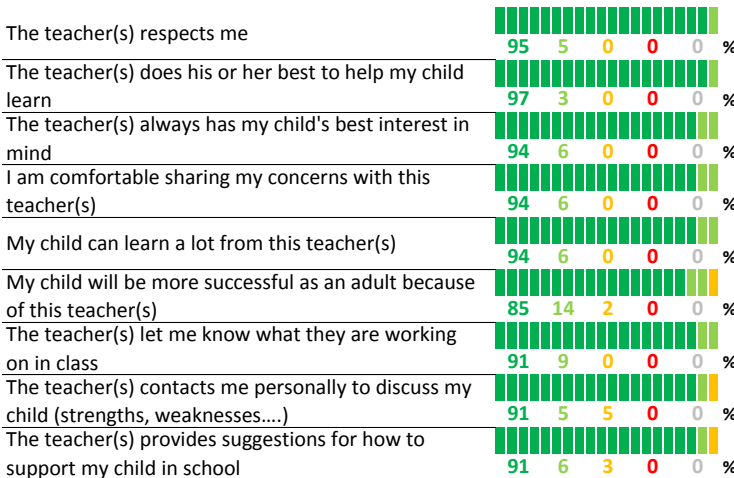 The teacher(s) respects me
95 5 0 0 0 %
The teacher(s) does his or her best to help my child
learn
97 3 0 0 0 %
The teacher(s) always has my child's best interest in
mind
94 6 0 0 0 %
I am comfortable sharing my concerns with this
teacher(s)
94 6 0 0 0 %
My child can learn a lot from this teacher(s)
94 6 0 0 0 %
My child will be more successful as an adult because
of this teacher(s)
85 14 2 0 0 %
The teacher(s) let me know what they are working
on in class
91 9 0 0 0 %
The teacher(s) contacts me personally to discuss my
child (strengths, weaknesses....)
91 5 5 0 0 %
The teacher(s) provides suggestions for how to
support my child in school
91 6 3 0 0 %